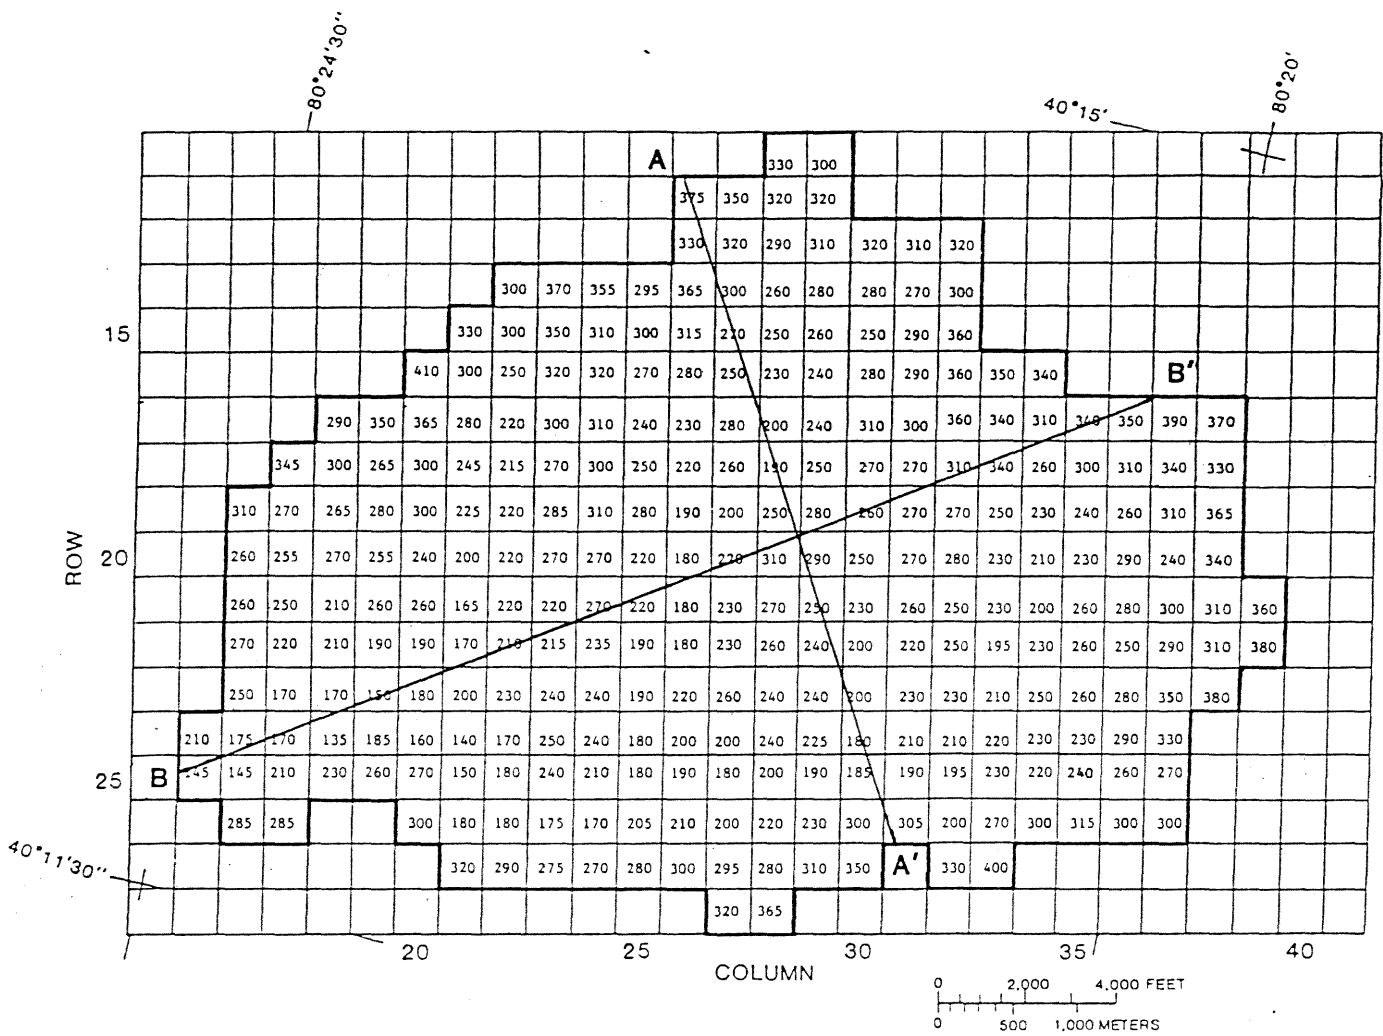 80°24'30"
40°15'
80°20'
A 330 300
375 350 320 320
330 320 290 310 320 310 320
300 370 355 295 365 300 260 280 280 270 300
15 330 300 350 310 300 315 270 250 260 250 290 360
410 300 250 320 320 270 280 250 230 240 280 290 360 350 340 B'
290 350 365 280 220 300 310 240 230 280 200 240 310 300 360 340 310 340 350 390 370
345 300 265 300 245 215 270 300 250 220 260 190 250 270 270 310 340 260 300 310 340 330
310 270 265 280 300 225 220 285 310 280 190 200 250 280 260 270 270 250 230 240 260 310 365
ROW
20 260 255 270 255 240 200 220 270 270 220 180 220 310 290 250 270 280 230 210 230 290 240 340
260 250 210 260 260 165 220 220 270 220 180 230 270 250 230 260 250 230 200 260 280 300 310 360
270 220 210 190 190 170 210 215 235 190 180 230 260 240 200 220 250 195 230 260 250 290 310 380
250 170 170 150 180 200 230 240 240 190 220 260 240 240 200 230 230 210 250 260 280 350 380
210 175 170 135 185 160 140 170 250 240 180 200 200 240 225 180 210 210 220 230 230 290 330
25 B 145 145 210 230 260 270 150 180 240 210 180 190 180 200 190 185 190 195 230 220 240 260 270
285 285 300 180 180 175 170 205 210 200 220 230 300 305 200 270 300 315 300 300
40°11'30" 320 290 275 270 280 300 295 280 310 350 A' 330 400
320 365
20 25 30 35 40
COLUMN
0 2,000 4,000 FEET
0 500 1,000 METERS